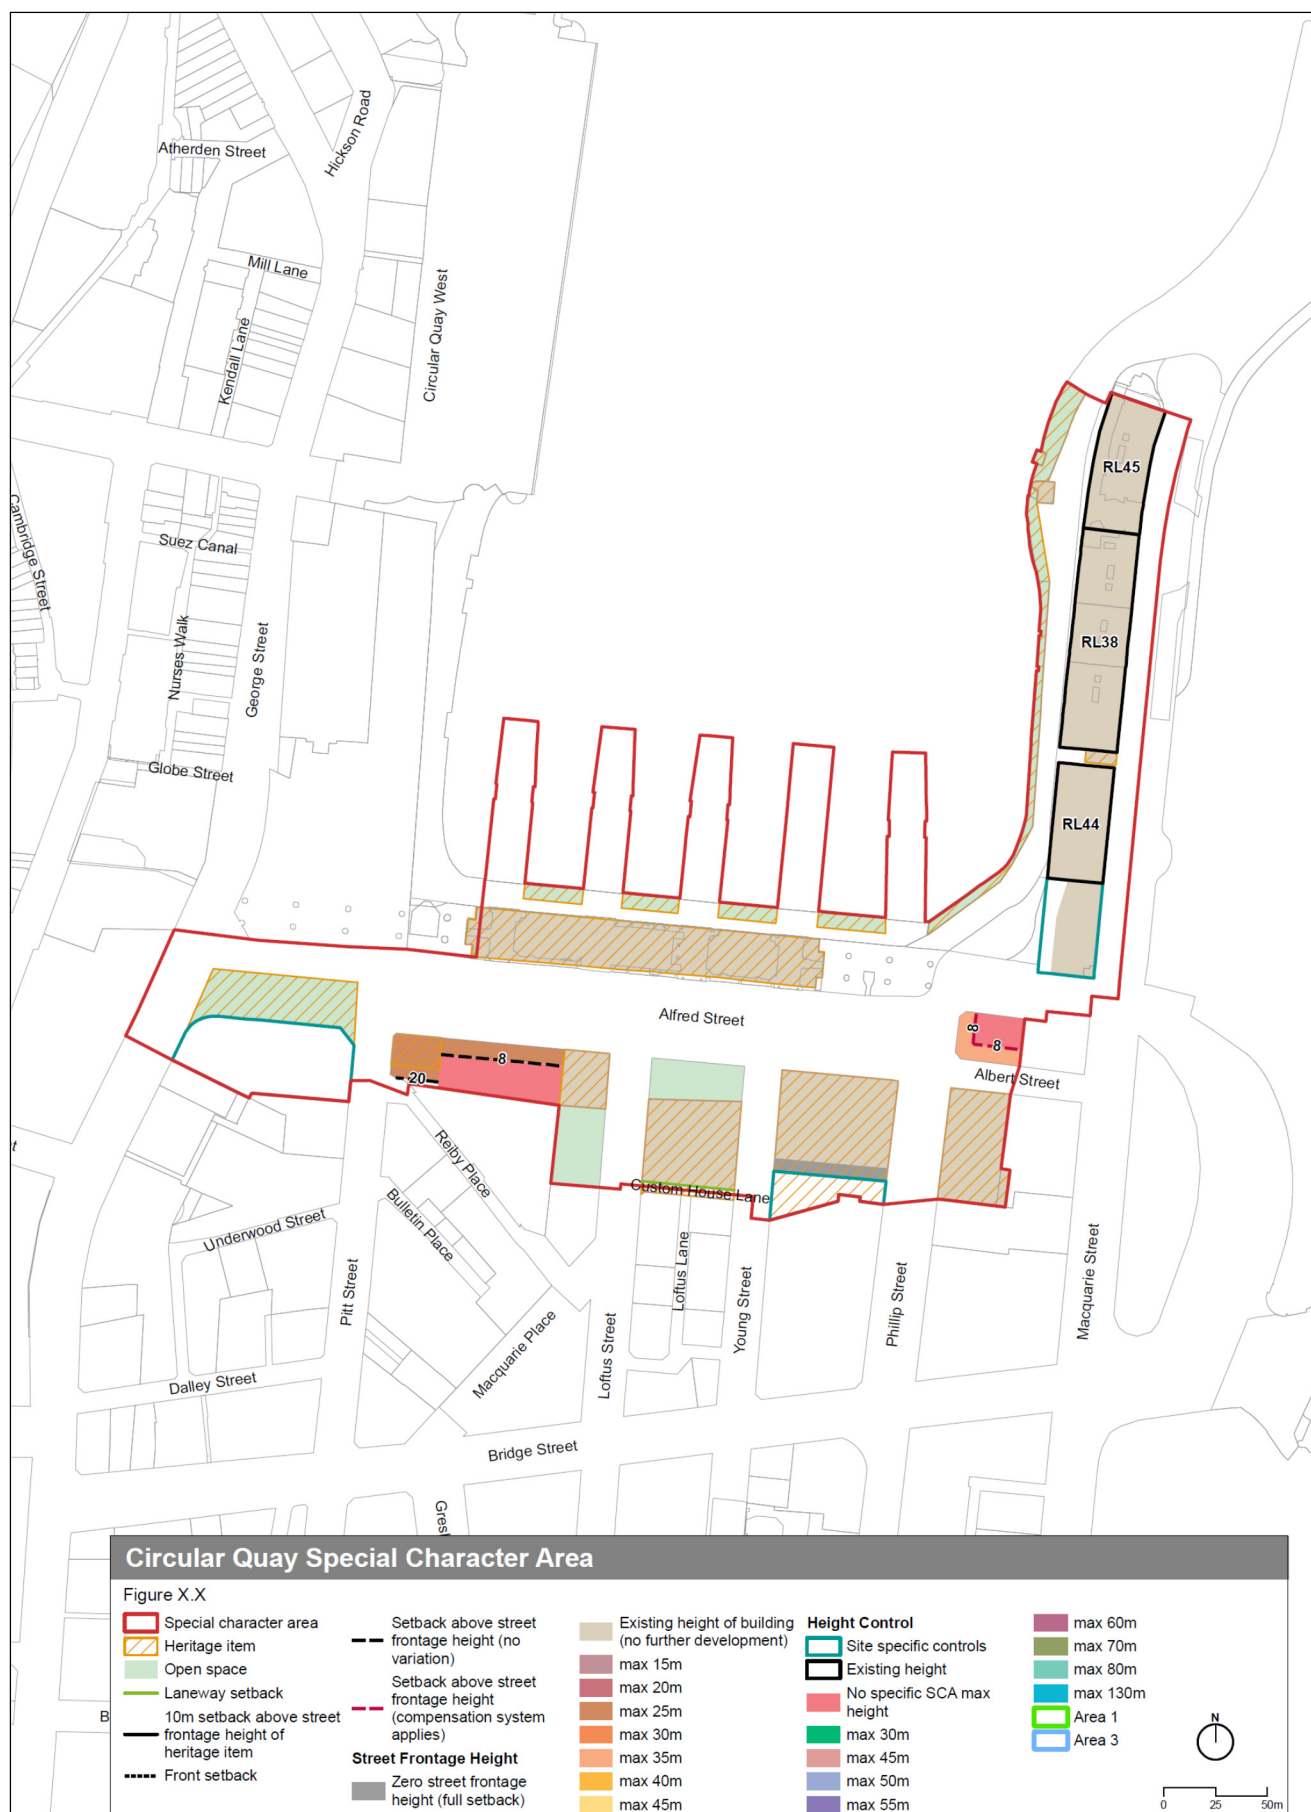 Atherden Street
Hickson Road
Mill Lane
Kendall Lane
Circular Quay West
Cambridge Street
Suez Canal
Nurses Walk
George Street
Globe Street
RL45
RL38
RL44
Alfred Street
8
8
Albert Street
8
20
Reiby Place
Custom House Lane
Bulletin Place
Underwood Street
Pitt Street
Loftus Lane
Young Street
Phillip Street
Macquarie Street
Loftus Street
Macquarie Place
Dalley Street
Bridge Street
Gresh
B
Circular Quay Special Character Area
Figure X.X
Special character area
Heritage item
Open space
Laneway setback
10m setback above street
frontage height of
heritage item
Front setback
Setback above street
frontage height (no
variation)
Setback above street
frontage height
(compensation system
applies)
Street Frontage Height
Zero street frontage
height (full setback)
Existing height of building
(no further development)
max 15m
max 20m
max 25m
max 30m
max 35m
max 40m
max 45m
Height Control
Site specific controls
Existing height
No specific SCA max
height
max 30m
max 45m
max 50m
max 55m
max 60m
max 70m
max 80m
max 130m
Area 1
Area 3
N
0 25 50m